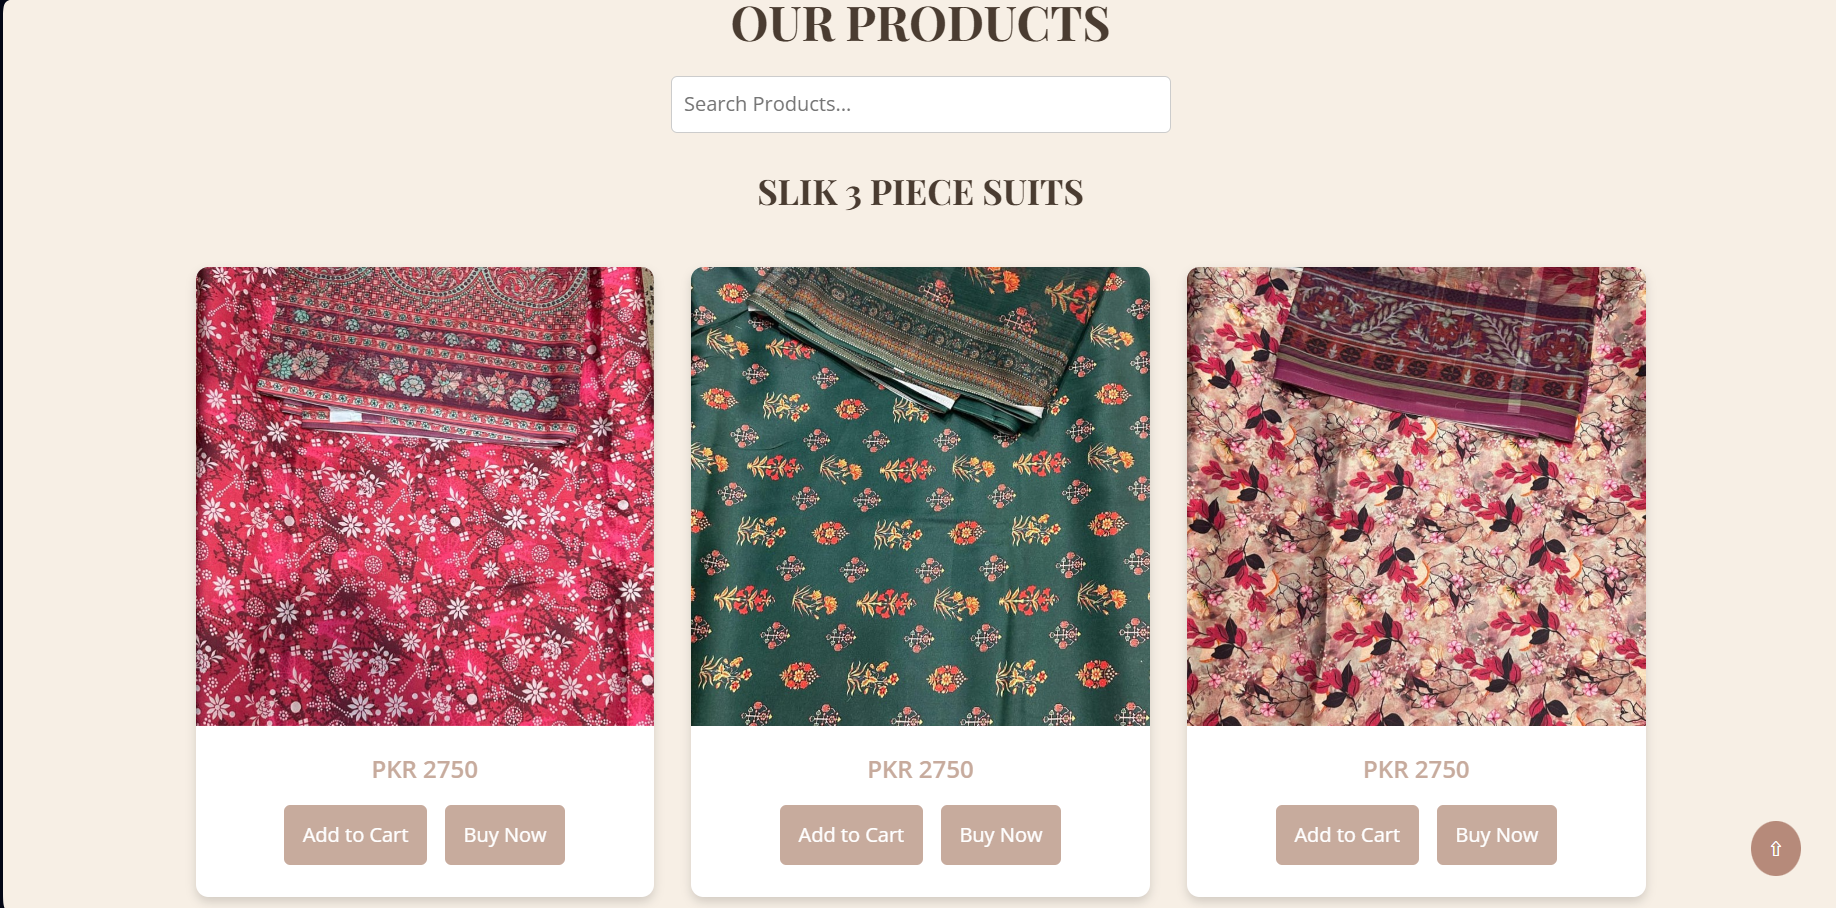 OUR PRODUCTS
Search Products...
SLIK 3 PIECE SUITS
PKR 2750
PKR 2750
PKR 2750
Add to Cart
Buy Now
Add to Cart
Buy Now
Add to Cart
Buy Now